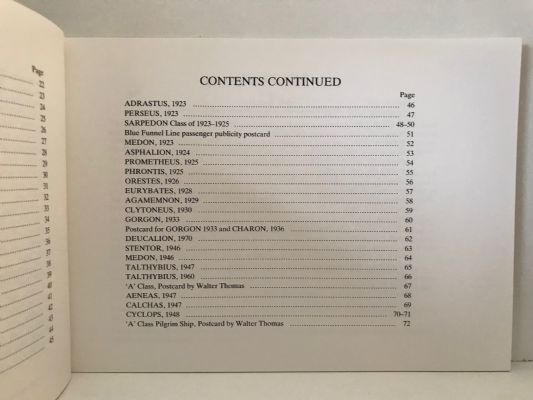 Page
22
23
24
25
26
27
28
29
30
31
32
33
34
35
36
37
38
39
40
41
42
43
44
45
CONTENTS CONTINUED
Page
ADRASTUS, 1923 46
PERSEUS, 1923 47
SARPEDON Class of 1923–1925 48–50
Blue Funnel Line passenger publicity postcard 51
MEDON, 1923 52
ASPHALION, 1924 53
PROMETHEUS, 1925 54
PHRONTIS, 1925 55
ORESTES, 1926 56
EURYBATES, 1928 57
AGAMEMNON, 1929 58
CLYTONEUS, 1930 59
GORGON, 1933 60
Postcard for GORGON 1933 and CHARON, 1936 61
DEUCALION, 1970 62
STENTOR, 1946 63
MEDON, 1946 64
TALTHYBIUS, 1947 65
TALTHYBIUS, 1960 66
'A' Class, Postcard by Walter Thomas 67
AENEAS, 1947 68
CALCHAS, 1947 69
CYCLOPS, 1948 70–71
'A' Class Pilgrim Ship, Postcard by Walter Thomas 72